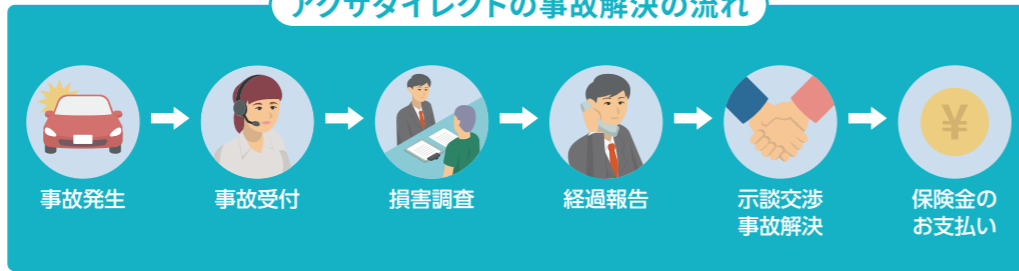 アクサダイレクトの事故解決の流れ
事故発生
事故受付
損害調査
経過報告
示談交渉
事故解決
保険金の
お支払い
¥